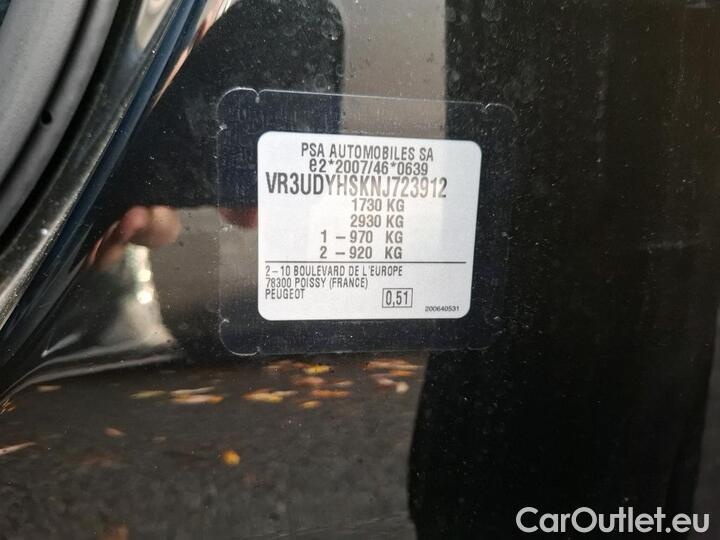 PSA AUTOMOBILES SA
e2*2007/46*0639
VR3UDYHSKNJ723912
1730 KG
2930 KG
1 - 970 KG
2 - 920 KG
2 - 10 BOULEVARD DE L'EUROPE
78300 POISSY (FRANCE)
PEUGEOT
0,51
200640531
CarOutlet.eu